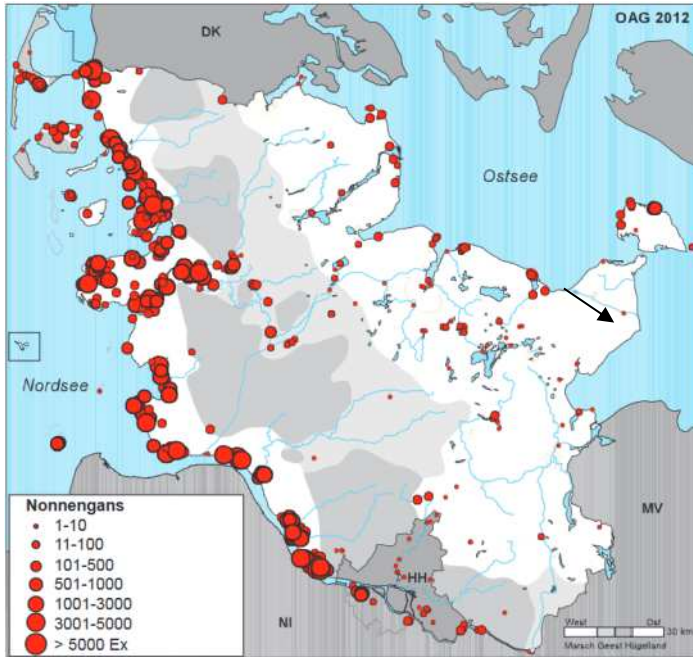 OAG 2012
DK
Ostsee
Nordsee
MV
HH
NI
Nonnengans
1-10
11-100
101-500
501-1000
1001-3000
3001-5000
> 5000 Ex
West Ost
30 km
Marsch Geest Hügelland